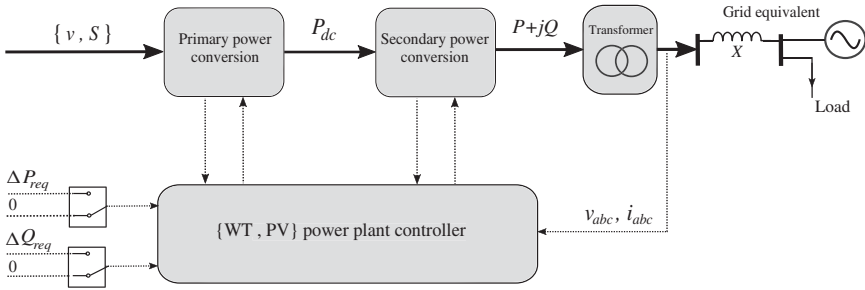 { v , S }
Primary power
conversion
P_dc
Secondary power
conversion
P+jQ
Transformer
Grid equivalent
X
Load
ΔP_req
0
ΔQ_req
0
{WT , PV} power plant controller
v_abc, i_abc